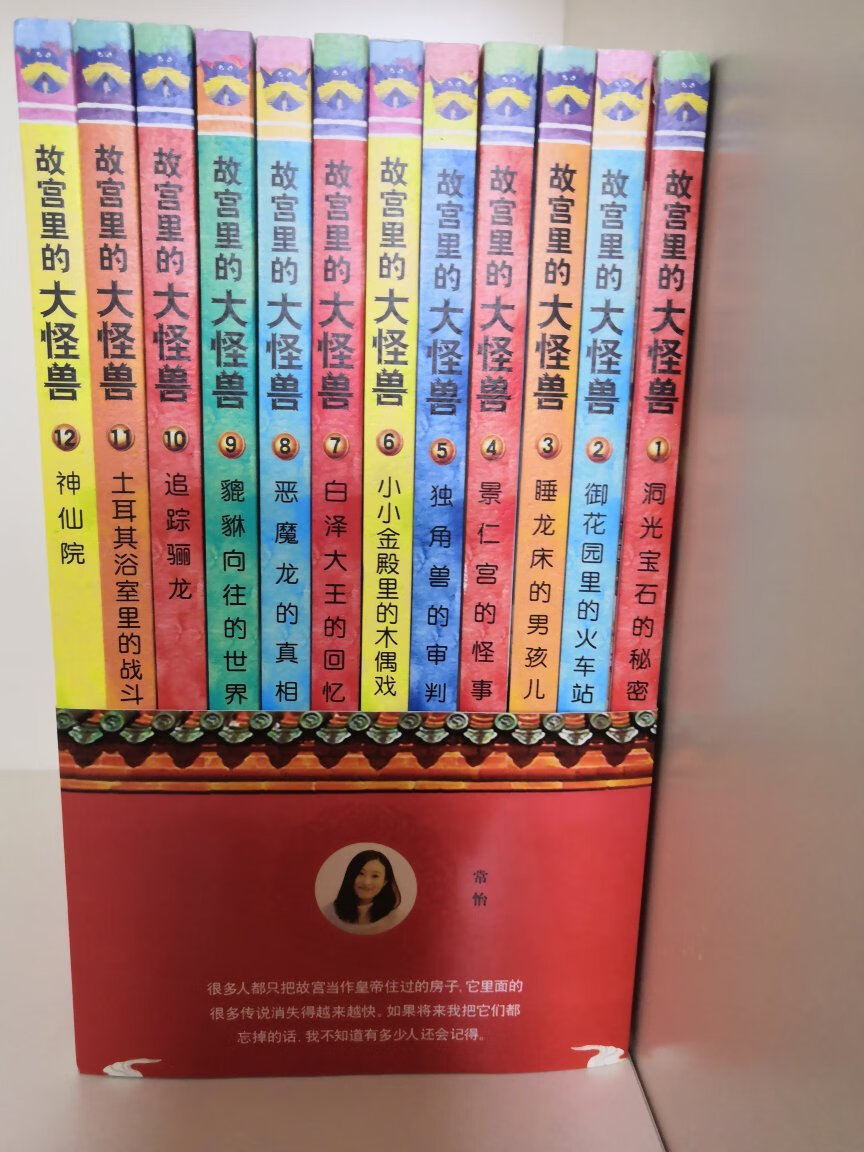 故宫里的大怪兽
12
神仙院
故宫里的大怪兽
11
土耳其浴室里的战斗
故宫里的大怪兽
10
追踪骊龙
故宫里的大怪兽
9
貔貅向往的世界
故宫里的大怪兽
8
恶魔龙的真相
故宫里的大怪兽
7
白泽大王的回忆
故宫里的大怪兽
6
小小金殿里的木偶戏
故宫里的大怪兽
5
独角兽的审判
故宫里的大怪兽
4
景仁宫的怪事
故宫里的大怪兽
3
睡龙床的男孩儿
故宫里的大怪兽
2
御花园里的火车站
故宫里的大怪兽
1
洞光宝石的秘密
常怡
很多人都只把故宫当作皇帝住过的房子，它里面的
很多传说消失得越来越快。如果将来我把它们都
忘掉的话，我不知道有多少人还会记得。